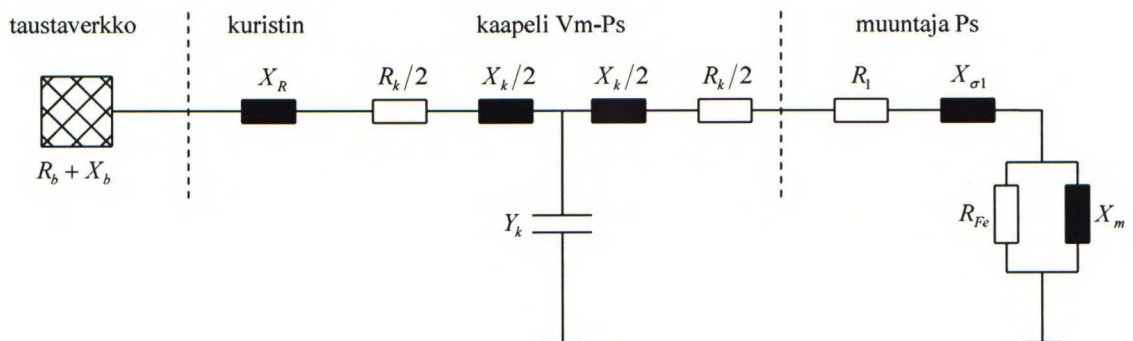 taustaverkko kuristin kaapeli Vm-Ps muuntaja Ps
X_R R_k/2 X_k/2 X_k/2 R_k/2 R_1 X_σ1
R_b + X_b
Y_k R_Fe X_m